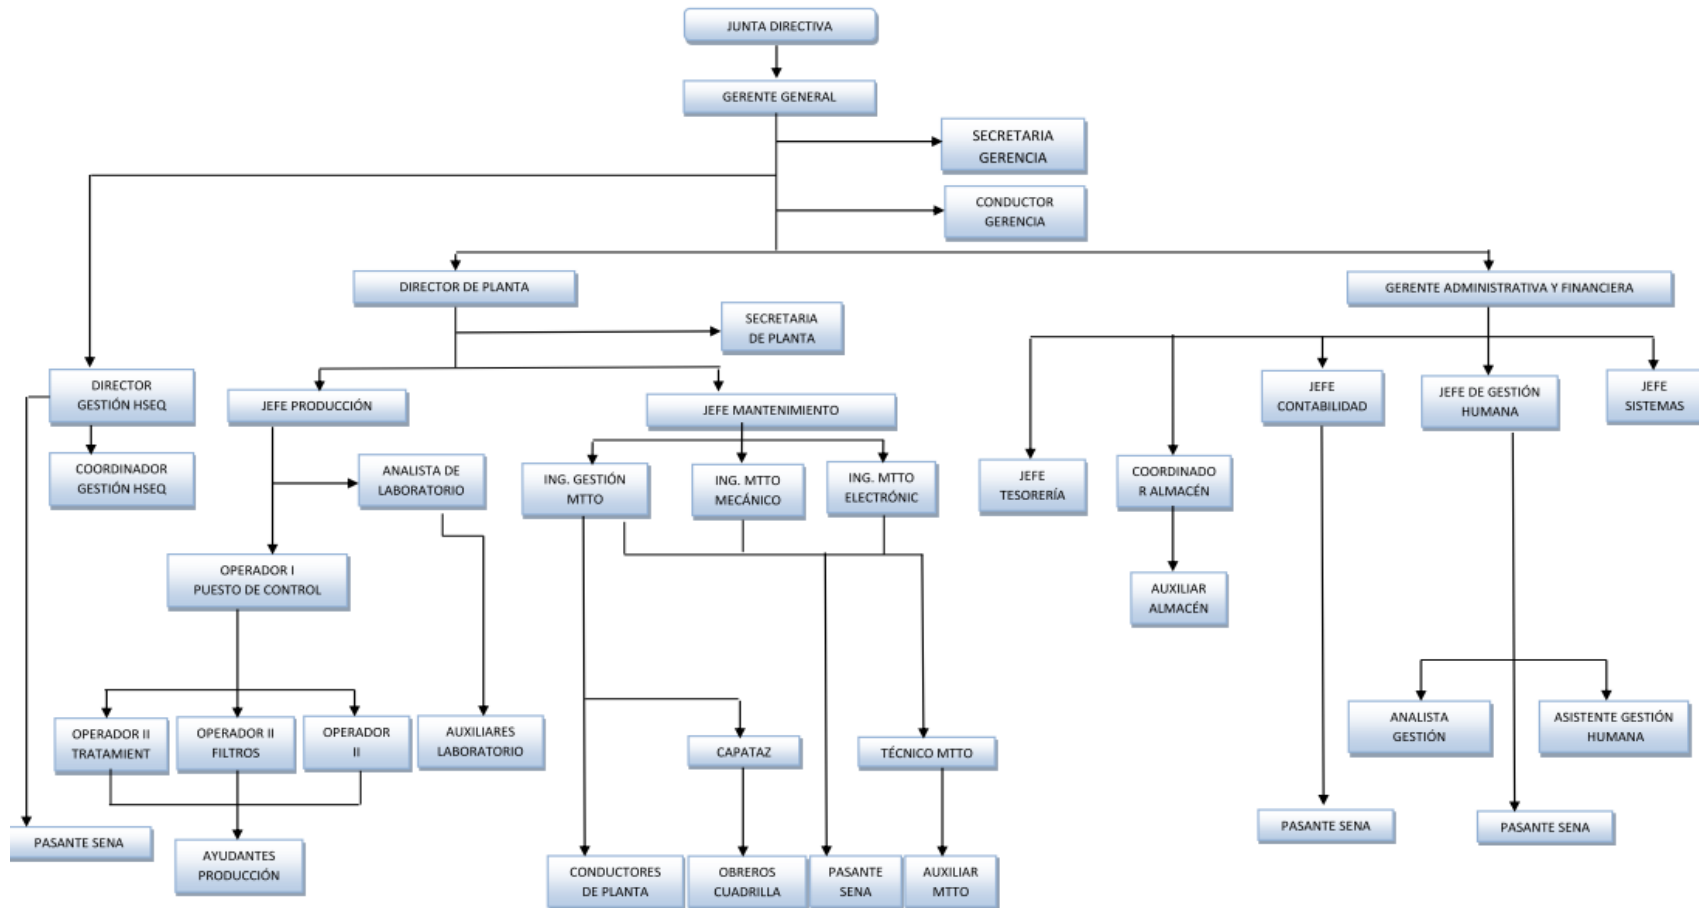 JUNTA DIRECTIVA
GERENTE GENERAL
SECRETARIA
GERENCIA
CONDUCTOR
GERENCIA
DIRECTOR DE PLANTA
GERENTE ADMINISTRATIVA Y FINANCIERA
SECRETARIA
DE PLANTA
DIRECTOR
GESTIÓN HSEQ
JEFE PRODUCCIÓN
JEFE MANTENIMIENTO
JEFE
CONTABILIDAD
JEFE DE GESTIÓN
HUMANA
JEFE
SISTEMAS
COORDINADOR
GESTIÓN HSEQ
ANALISTA DE
LABORATORIO
ING. GESTIÓN
MTTO
ING. MTTO
MECÁNICO
ING. MTTO
ELECTRÓNIC
JEFE
TESORERÍA
COORDINADO
R ALMACÉN
OPERADOR I
PUESTO DE CONTROL
AUXILIAR
ALMACÉN
OPERADOR II
TRATAMIENT
OPERADOR II
FILTROS
OPERADOR
II
AUXILIARES
LABORATORIO
CAPATAZ
TÉCNICO MTTO
ANALISTA
GESTIÓN
ASISTENTE GESTIÓN
HUMANA
PASANTE SENA
AYUDANTES
PRODUCCIÓN
CONDUCTORES
DE PLANTA
OBREROS
CUADRILLA
PASANTE
SENA
AUXILIAR
MTTO
PASANTE SENA
PASANTE SENA